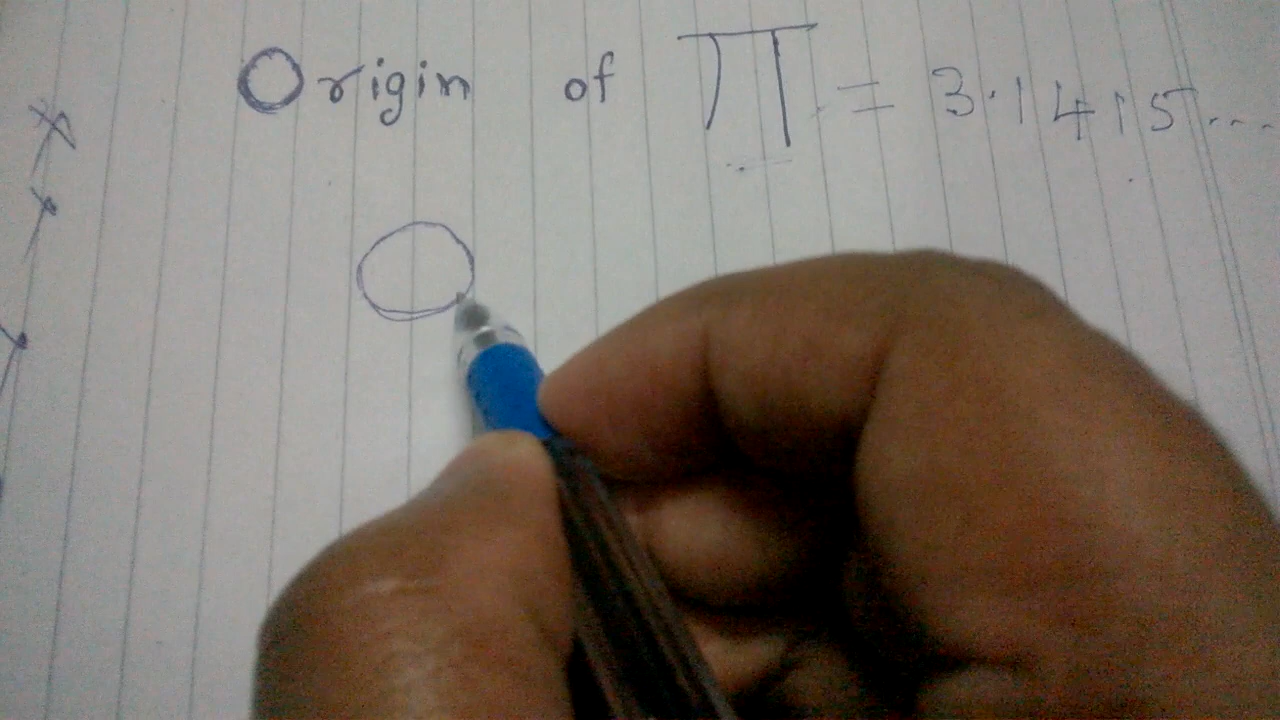 Origin of π = 3.1415...